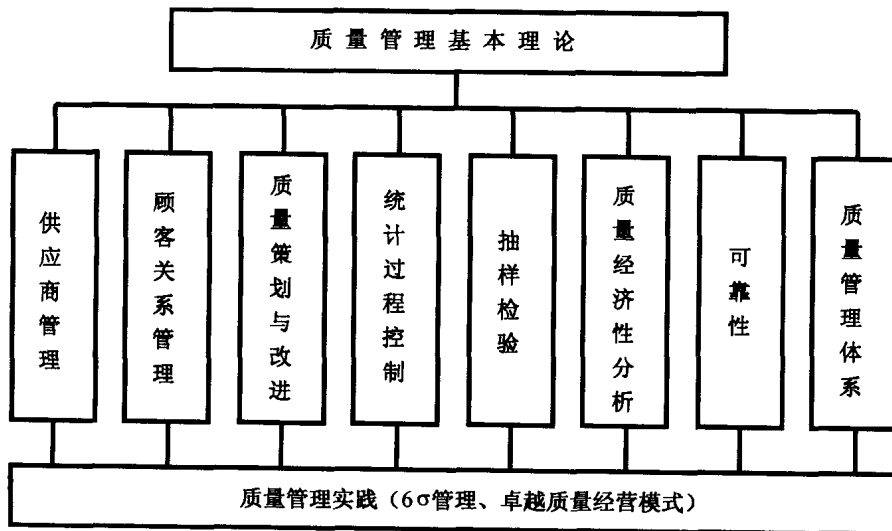 质量管理基本理论
供应商管理
顾客关系管理
质量策划与改进
统计过程控制
抽样检验
质量经济性分析
可靠性
质量管理体系
质量管理实践（6σ管理、卓越质量经营模式）